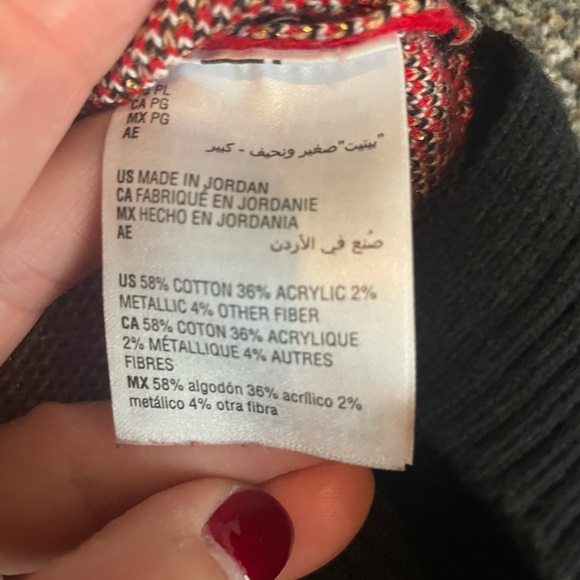 PL
CA PG
MX PG
AE
"بيتيت" صغير ونحيف - كبير
US MADE IN JORDAN
CA FABRIQUÉ EN JORDANIE
MX HECHO EN JORDANIA
AE
صُنع في الأردن
US 58% COTTON 36% ACRYLIC 2%
METALLIC 4% OTHER FIBER
CA 58% COTON 36% ACRYLIQUE
2% MÉTALLIQUE 4% AUTRES
FIBRES
MX 58% algodón 36% acrílico 2%
metálico 4% otra fibra